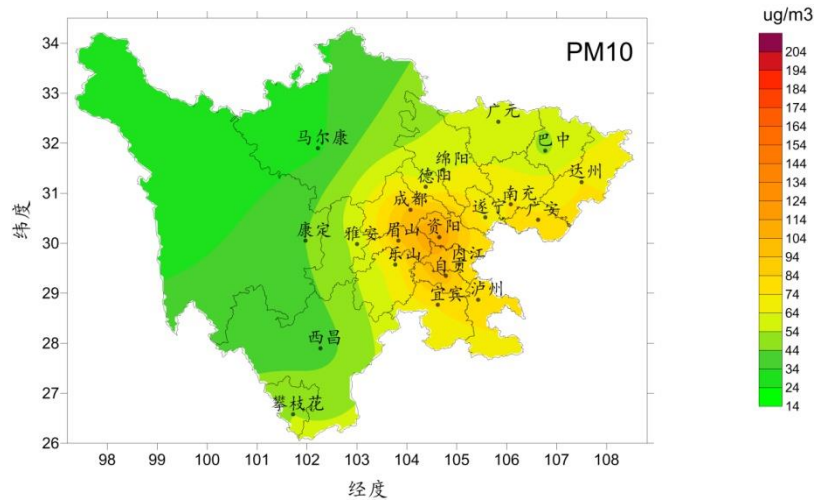 ug/m3
PM10
34
33
32
31
30
29
28
27
26
纬度
98
99
100
101
102
103
104
105
106
107
108
经度
广元
巴中
马尔康
绵阳
德阳
达州
成都
南充
遂宁
广安
康定
雅安
眉山
资阳
乐山
内江
自贡
宜宾
泸州
西昌
攀枝花
204
194
184
174
164
154
144
134
124
114
104
94
84
74
64
54
44
34
24
14